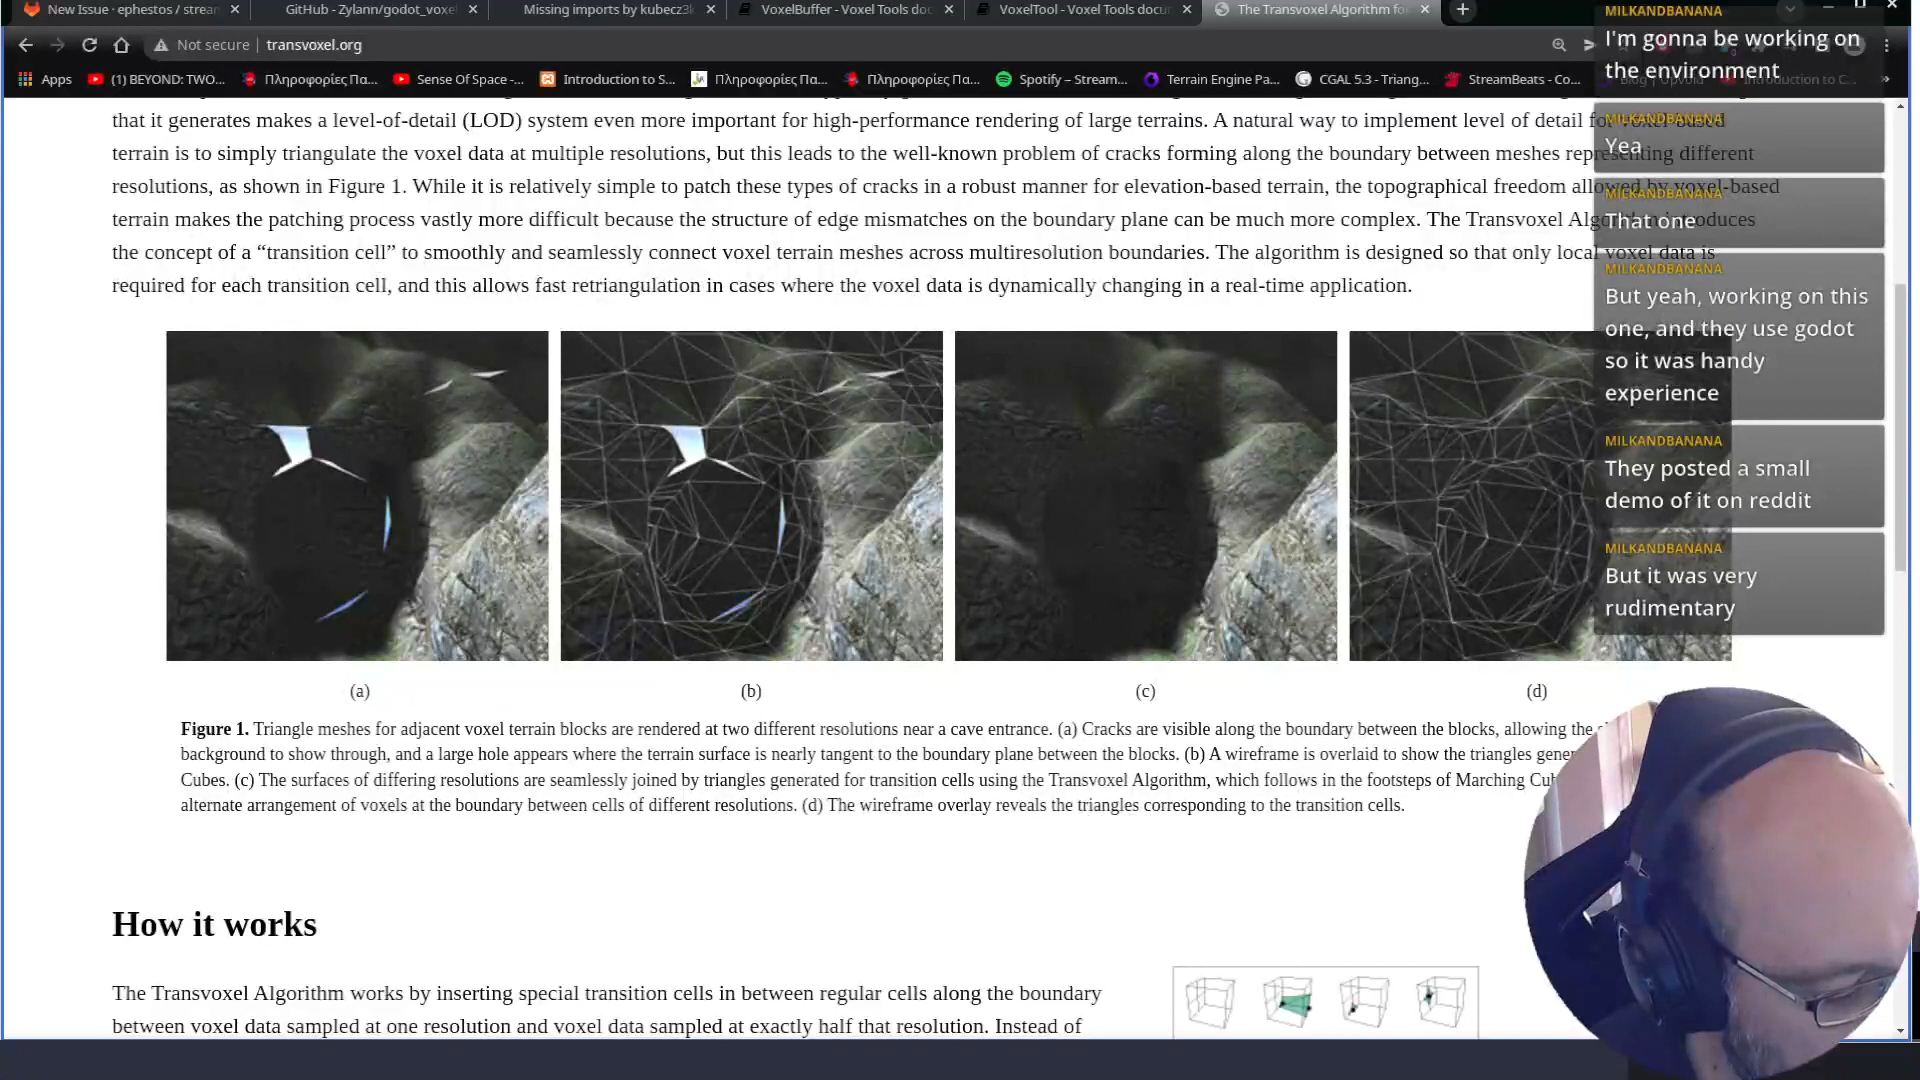 New Issue · ephestos / strea
GitHub - Zylann/godot_voxel
Missing imports by kubecz3k
VoxelBuffer - Voxel Tools doc
VoxelTool - Voxel Tools docu
The Transvoxel Algorithm fo
Not secure
transvoxel.org
Apps
(1) BEYOND: TWO...
Πληροφορίες Πα...
Sense Of Space -...
Introduction to S...
Πληροφορίες Πα...
Πληροφορίες Πα...
Spotify – Stream...
Terrain Engine Pa...
CGAL 5.3 - Triang...
StreamBeats - Co...
Introduction to C...
that it generates makes a level-of-detail (LOD) system even more important for high-performance rendering of large terrains. A natural way to implement level of detail for voxel-based
terrain is to simply triangulate the voxel data at multiple resolutions, but this leads to the well-known problem of cracks forming along the boundary between meshes representing different
resolutions, as shown in Figure 1. While it is relatively simple to patch these types of cracks in a robust manner for elevation-based terrain, the topographical freedom allowed by voxel-based
terrain makes the patching process vastly more difficult because the structure of edge mismatches on the boundary plane can be much more complex. The Transvoxel Algorithm introduces
the concept of a “transition cell” to smoothly and seamlessly connect voxel terrain meshes across multiresolution boundaries. The algorithm is designed so that only local voxel data is
required for each transition cell, and this allows fast retriangulation in cases where the voxel data is dynamically changing in a real-time application.
(a)
(b)
(c)
(d)
Figure 1. Triangle meshes for adjacent voxel terrain blocks are rendered at two different resolutions near a cave entrance. (a) Cracks are visible along the boundary between the blocks, allowing the
background to show through, and a large hole appears where the terrain surface is nearly tangent to the boundary plane between the blocks. (b) A wireframe is overlaid to show the triangles gener
Cubes. (c) The surfaces of differing resolutions are seamlessly joined by triangles generated for transition cells using the Transvoxel Algorithm, which follows in the footsteps of Marching Cu
alternate arrangement of voxels at the boundary between cells of different resolutions. (d) The wireframe overlay reveals the triangles corresponding to the transition cells.
How it works
The Transvoxel Algorithm works by inserting special transition cells in between regular cells along the boundary
between voxel data sampled at one resolution and voxel data sampled at exactly half that resolution. Instead of
MILKANDBANANA
I'm gonna be working on
the environment
MILKANDBANANA
Yea
MILKANDBANANA
That one
MILKANDBANANA
But yeah, working on this
one, and they use godot
so it was handy
experience
MILKANDBANANA
They posted a small
demo of it on reddit
MILKANDBANANA
But it was very
rudimentary